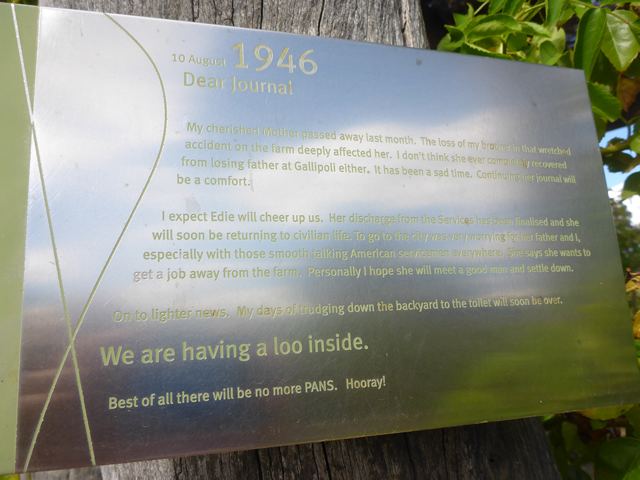 10 August 1946
Dear Journal
My cherished Mother passed away last month. The loss of my brother in that wretched
accident on the farm deeply affected her. I don't think she ever completely recovered
from losing father at Gallipoli either. It has been a sad time. Continuing her journal will
be a comfort.
I expect Edie will cheer up us. Her discharge from the Services has been finalised and she
will soon be returning to civilian life. To go to the city was very worrying for her father and I,
especially with those smooth talking American servicemen everywhere. She says she wants to
get a job away from the farm. Personally I hope she will meet a good man and settle down.
On to lighter news. My days of trudging down the backyard to the toilet will soon be over.
We are having a loo inside.
Best of all there will be no more PANS. Hooray!